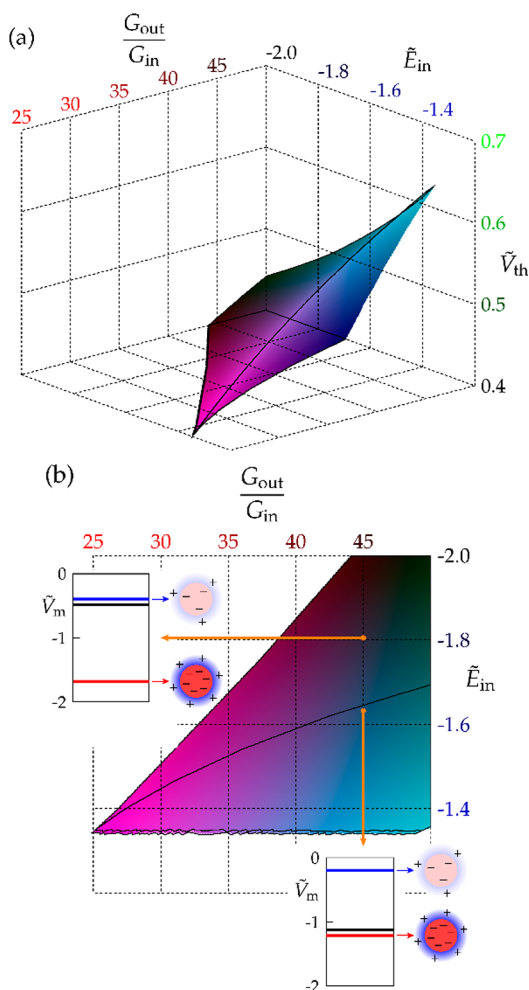 (a)
G_out
G_in
25 30 35 40 45
-2.0 -1.8 -1.6 -1.4
Ẽ_in
0.7
0.6
Ṽ_th
0.5
0.4
(b)
G_out
G_in
25 30 35 40 45
-2.0
-1.8
Ẽ_in
-1.6
-1.4
0
Ṽ_m
-1
-2
+ + + +
− − −
+ + + + + + +
− − − − − − −
0
Ṽ_m
-1
-2
+ + + +
− − −
+ + + + + + +
− − − − − − −